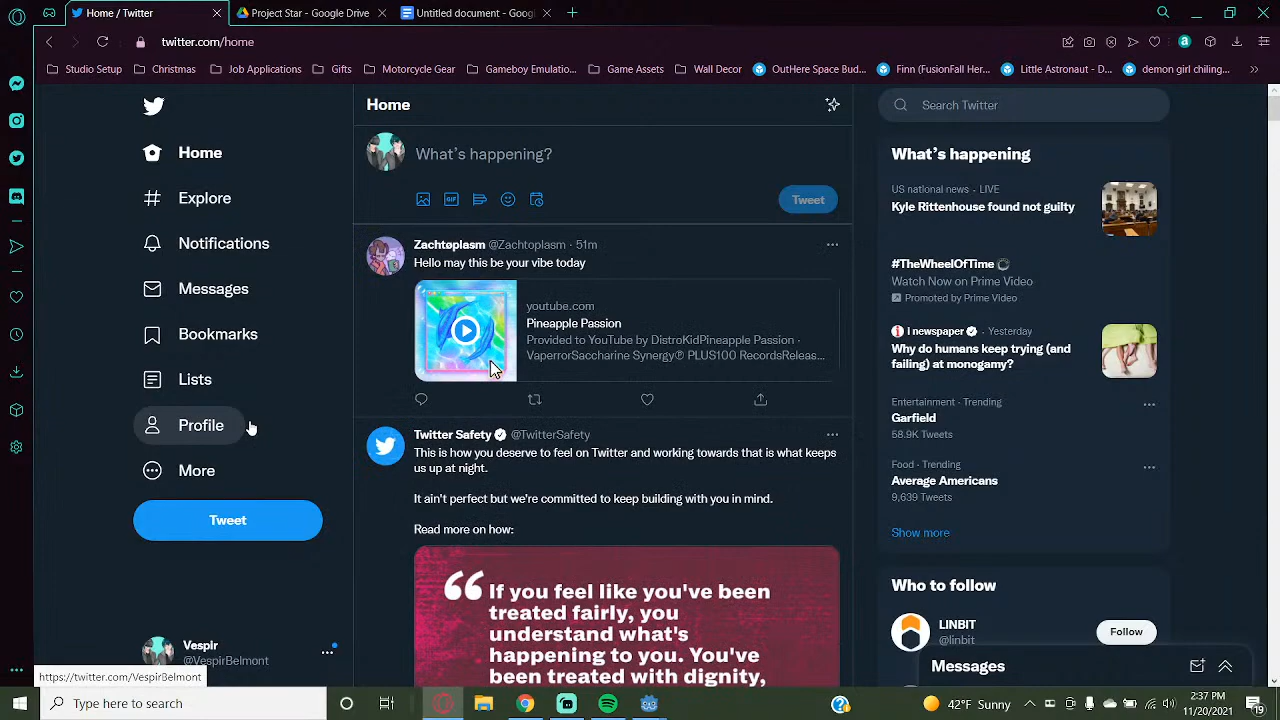 Home / Twitter
Project Star - Google Drive
Untitled document - Goog
twitter.com/home
Studio Setup
Christmas
Job Applications
Gifts
Motorcycle Gear
Gameboy Emulatio...
Game Assets
Wall Decor
OutHere Space Bud...
Finn (FusionFall Her...
Little Astronaut - D...
demon girl chiling...
Home
Explore
Notifications
Messages
Bookmarks
Lists
Profile
More
Tweet
Vespir
@VespirBelmont
https://twitter.com/VespirBelmont
Home
What's happening?
GIF
Tweet
Zachtøplasm @Zachtoplasm · 51m
Hello may this be your vibe today
youtube.com
Pineapple Passion
Provided to YouTube by DistroKidPineapple Passion ·
VaperrorSaccharine Synergy® PLUS100 RecordsReleas...
Twitter Safety @TwitterSafety
This is how you deserve to feel on Twitter and working towards that is what keeps
us up at night.
It ain't perfect but we're committed to keep building with you in mind.
Read more on how:
“ If you feel like you've been
treated fairly, you
understand what's
happening to you. You've
been treated with dignity,
Search Twitter
What's happening
US national news · LIVE
Kyle Rittenhouse found not guilty
#TheWheelOfTime
Watch Now on Prime Video
Promoted by Prime Video
i newspaper · Yesterday
Why do humans keep trying (and
failing) at monogamy?
Entertainment · Trending
Garfield
58.9K Tweets
Food · Trending
Average Americans
9,639 Tweets
Show more
Who to follow
LINBIT
@linbit
Follow
Messages
Type here to search
42°F Sunny
2:37 PM
11/20/2021